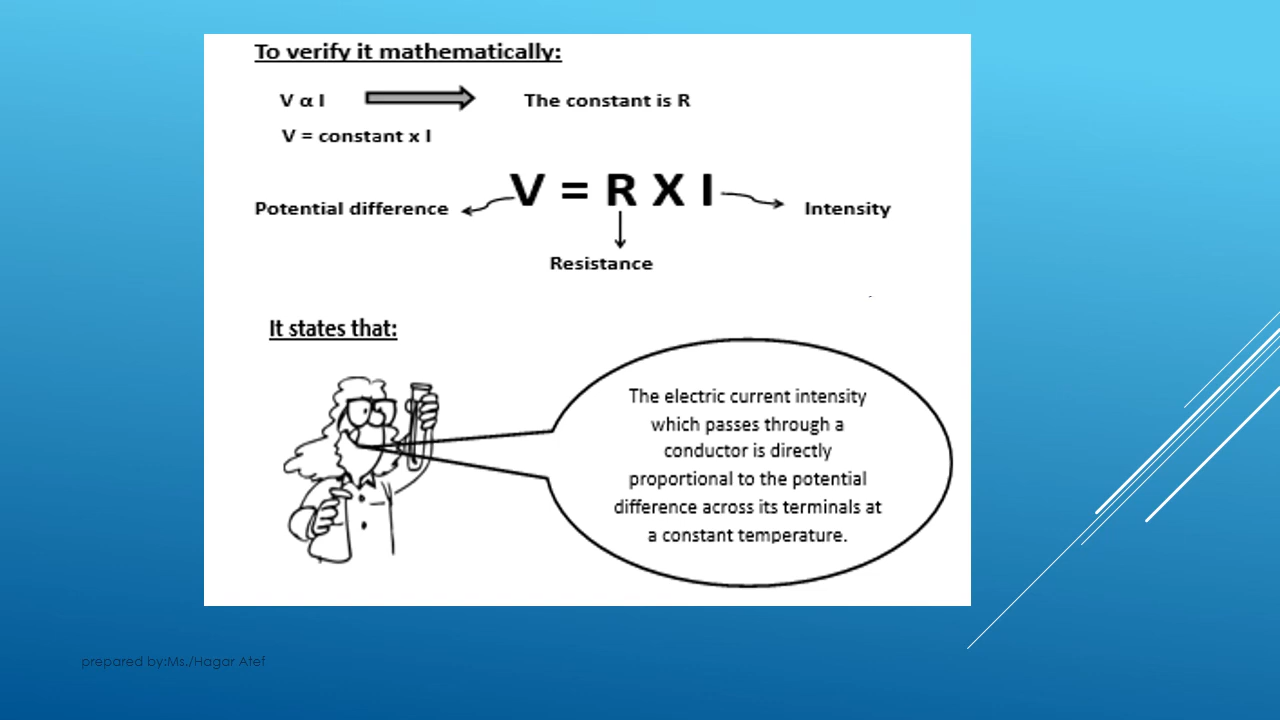 To verify it mathematically:
V α I
The constant is R
V = constant x I
V = R X I
Potential difference
Intensity
Resistance
It states that:
The electric current intensity
which passes through a
conductor is directly
proportional to the potential
difference across its terminals at
a constant temperature.
prepared by:Ms./Hagar Atef